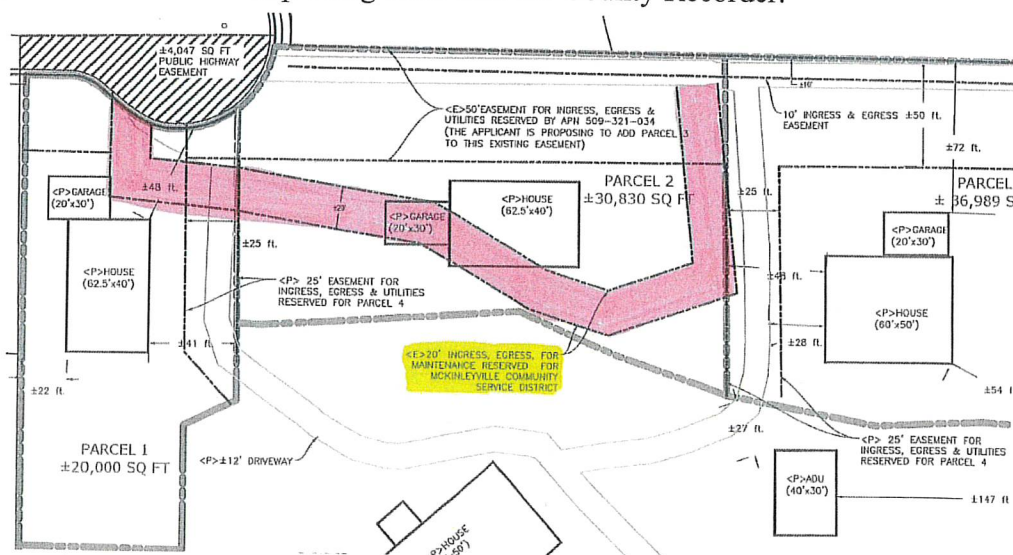 County Recorder.
±4,047 SQ FT
PUBLIC HIGHWAY
EASEMENT
<E>50'EASEMENT FOR INGRESS, EGRESS &
UTILITIES RESERVED BY APN 509-321-034
(THE APPLICANT IS PROPOSING TO ADD PARCEL 3
TO THIS EXISTING EASEMENT)
10' INGRESS & EGRESS
EASEMENT
±50 ft.
±72 ft.
<P>GARAGE
(20'x30')
±48 ft.
<P>GARAGE
(20'x30')
<P>HOUSE
(62.5'x40')
PARCEL 2
±30,830 SQ FT
±25 ft.
PARCEL
± 36,989 S
<P>GARAGE
(20'x30')
±25 ft.
<P>HOUSE
(62.5'x40')
<P> 25' EASEMENT FOR
INGRESS, EGRESS & UTILITIES
RESERVED FOR PARCEL 4
<P>HOUSE
(60'x50')
±41 ft.
<E>20' INGRESS, EGRESS, FOR
MAINTENANCE RESERVED FOR
MCKINLEYVILLE COMMUNITY
SERVICE DISTRICT
±28 ft.
±22 ft.
±54 ft
±27 ft.
PARCEL 1
±20,000 SQ FT
<P>±12' DRIVEWAY
<P> 25' EASEMENT FOR
INGRESS, EGRESS & UTILITIES
RESERVED FOR PARCEL 4
<P>ADU
(40'x30')
±147 ft